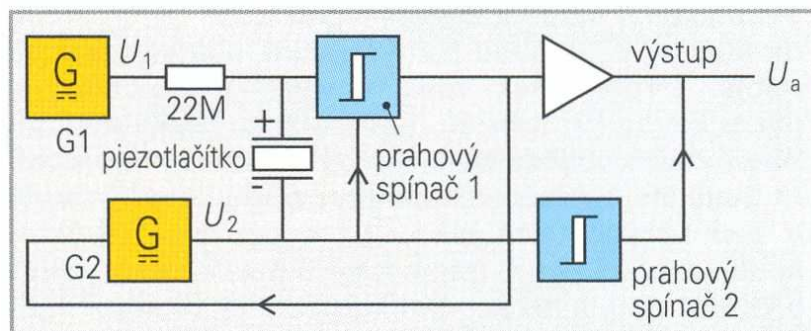 G
U1
22M
G1
+
piezotlačítko
-
prahový
spínač 1
výstup
Ua
G
U2
G2
prahový
spínač 2